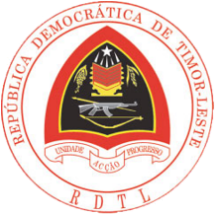 REPÚBLICA DEMOCRÁTICA DE TIMOR-LESTE
UNIDADE ACÇÃO PROGRESSO
RDTL